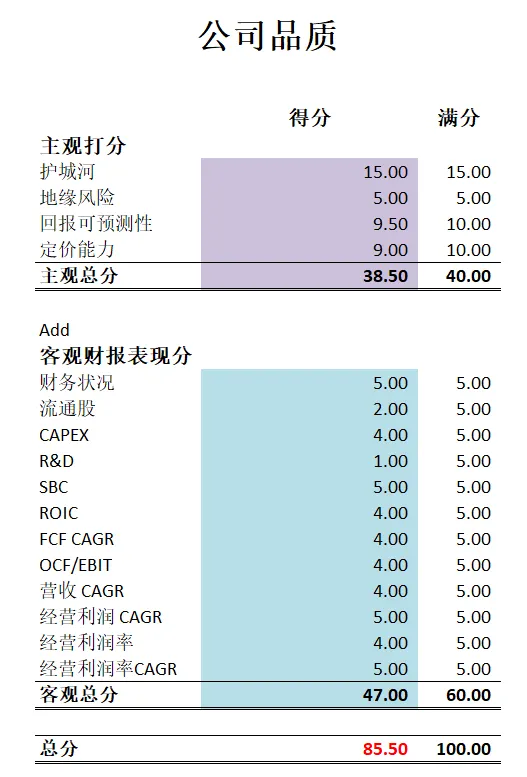 公司品质
得分 满分
主观打分
护城河 15.00 15.00
地缘风险 5.00 5.00
回报可预测性 9.50 10.00
定价能力 9.00 10.00
主观总分 38.50 40.00
Add
客观财报表现分
财务状况 5.00 5.00
流通股 2.00 5.00
CAPEX 4.00 5.00
R&D 1.00 5.00
SBC 5.00 5.00
ROIC 4.00 5.00
FCF CAGR 4.00 5.00
OCF/EBIT 4.00 5.00
营收 CAGR 4.00 5.00
经营利润 CAGR 5.00 5.00
经营利润率 4.00 5.00
经营利润率CAGR 5.00 5.00
客观总分 47.00 60.00
总分 85.50 100.00